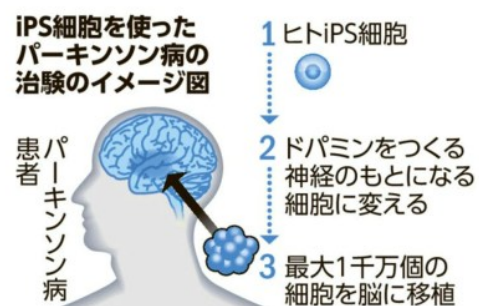 iPS細胞を使った
パーキンソン病の
治験のイメージ図
パーキンソン病
患者
1 ヒトiPS細胞
2 ドパミンをつくる
神経のもとになる
細胞に変える
3 最大1千万個の
細胞を脳に移植